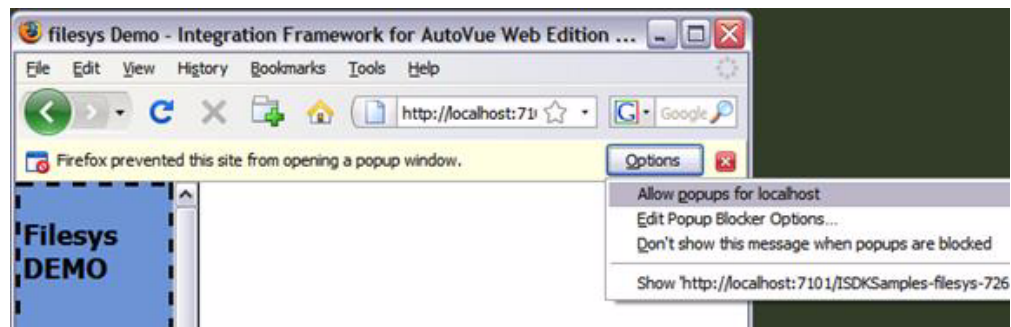 filesys Demo - Integration Framework for AutoVue Web Edition ...
File Edit View History Bookmarks Tools Help
http://localhost:71 G Google
Firefox prevented this site from opening a popup window. Options
Allow popups for localhost
Edit Popup Blocker Options...
Don't show this message when popups are blocked
Show 'http://localhost:7101/ISDKSamples-filesys-726
Filesys
DEMO